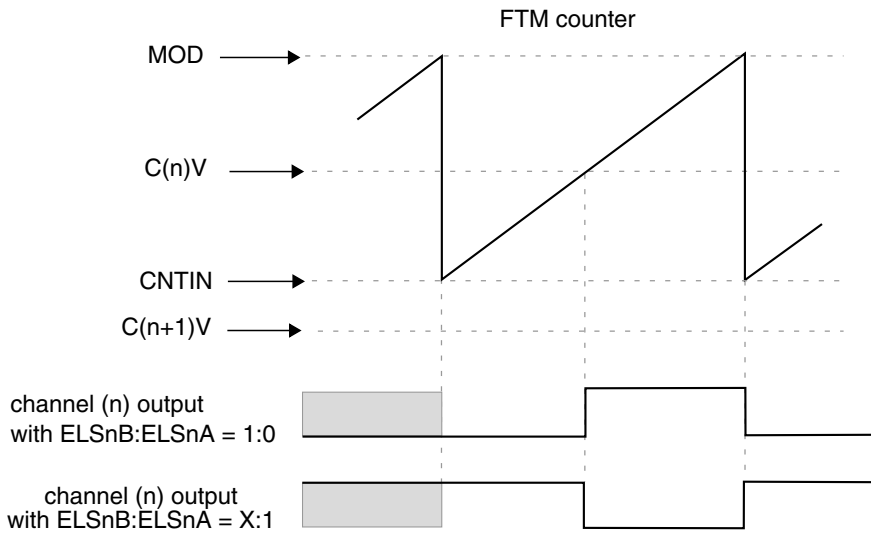 FTM counter
MOD
C(n)V
CNTIN
C(n+1)V
channel (n) output
with ELSnB:ELSnA = 1:0
channel (n) output
with ELSnB:ELSnA = X:1